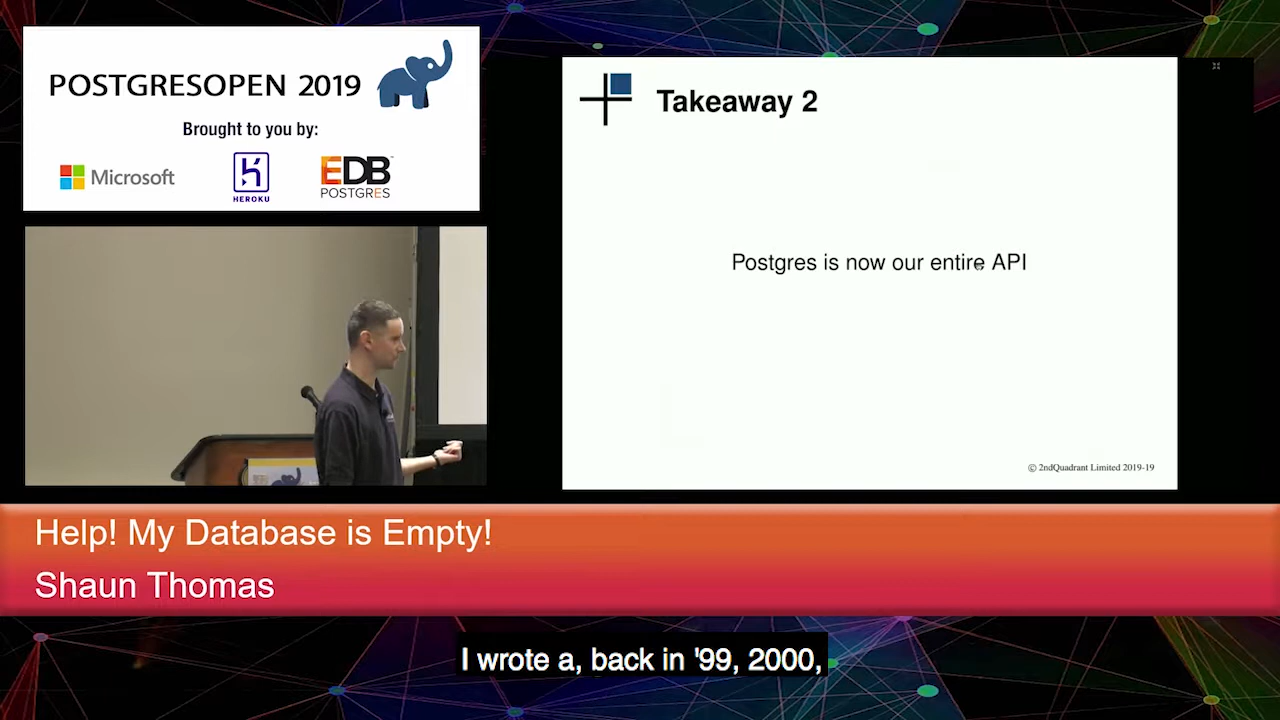 POSTGRESOPEN 2019
Brought to you by:
Microsoft
HEROKU
EDB
POSTGRES
Takeaway 2
Postgres is now our entire API
© 2ndQuadrant Limited 2019-19
Help! My Database is Empty!
Shaun Thomas
I wrote a, back in '99, 2000,